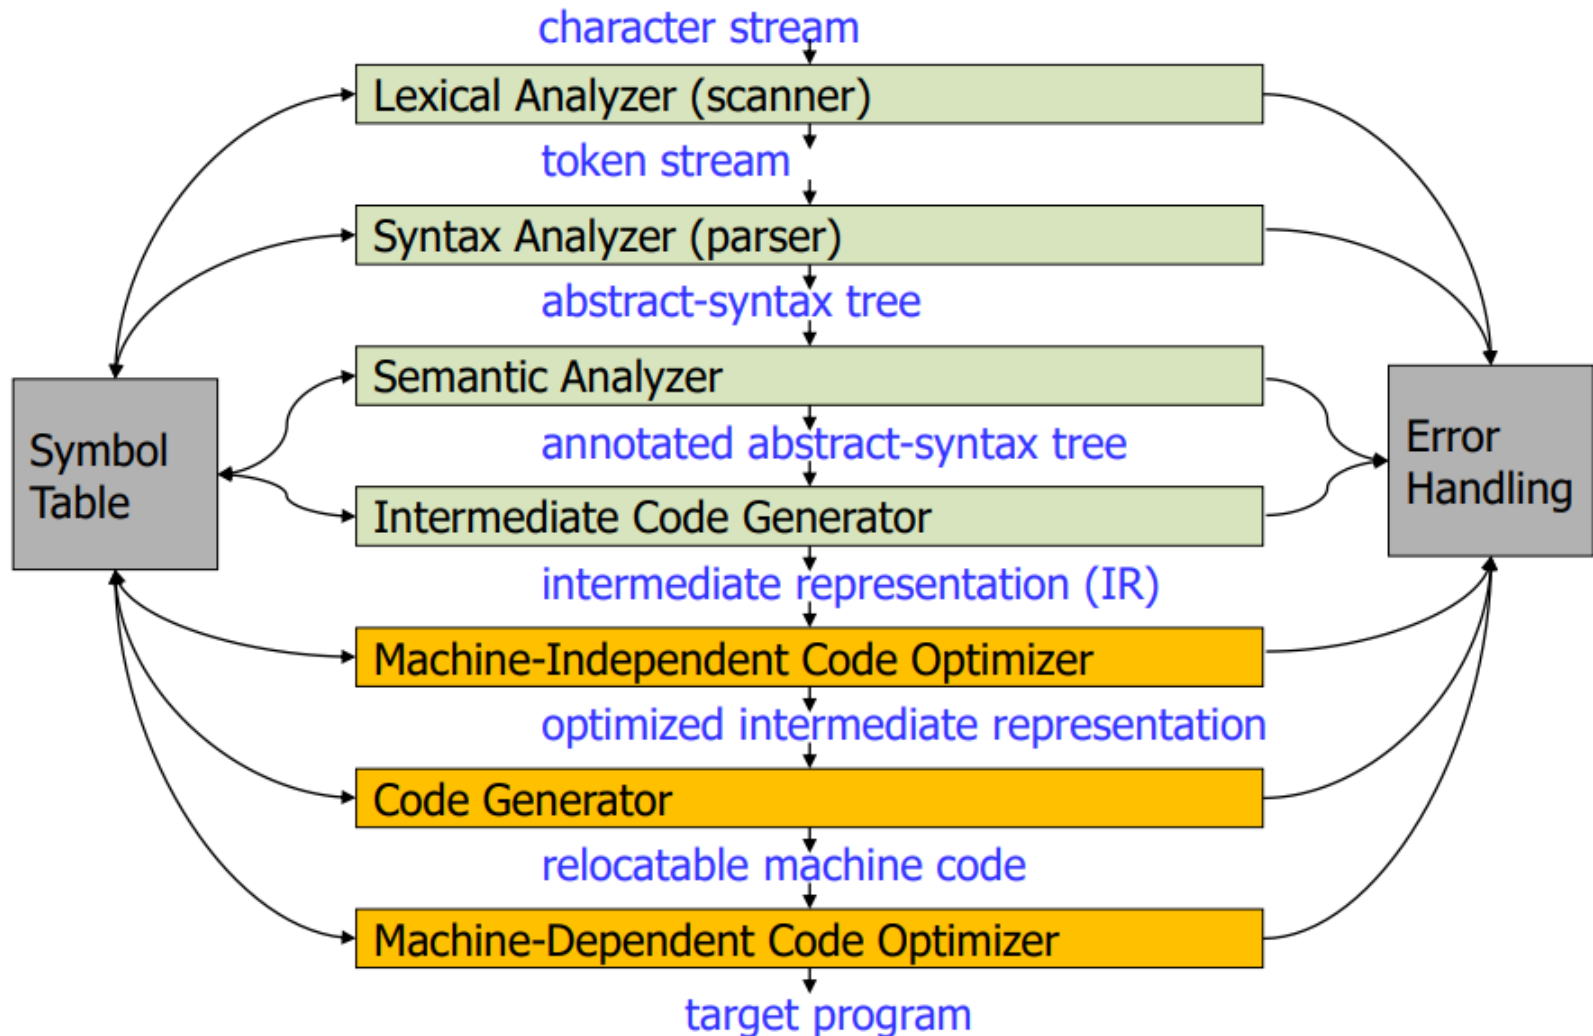 character stream
Lexical Analyzer (scanner)
token stream
Syntax Analyzer (parser)
abstract-syntax tree
Semantic Analyzer
annotated abstract-syntax tree
Symbol
Table
Error
Handling
Intermediate Code Generator
intermediate representation (IR)
Machine-Independent Code Optimizer
optimized intermediate representation
Code Generator
relocatable machine code
Machine-Dependent Code Optimizer
target program